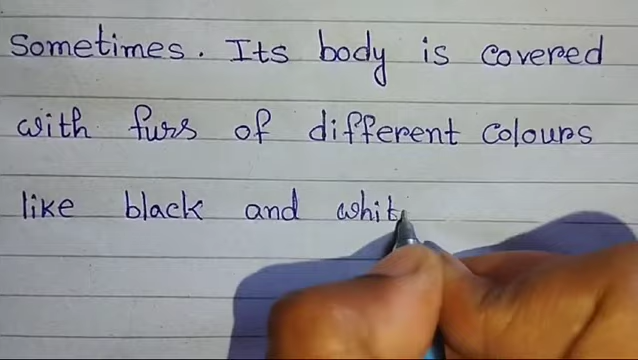 Sometimes. Its body is covered
with furs of different colours
like black and whit